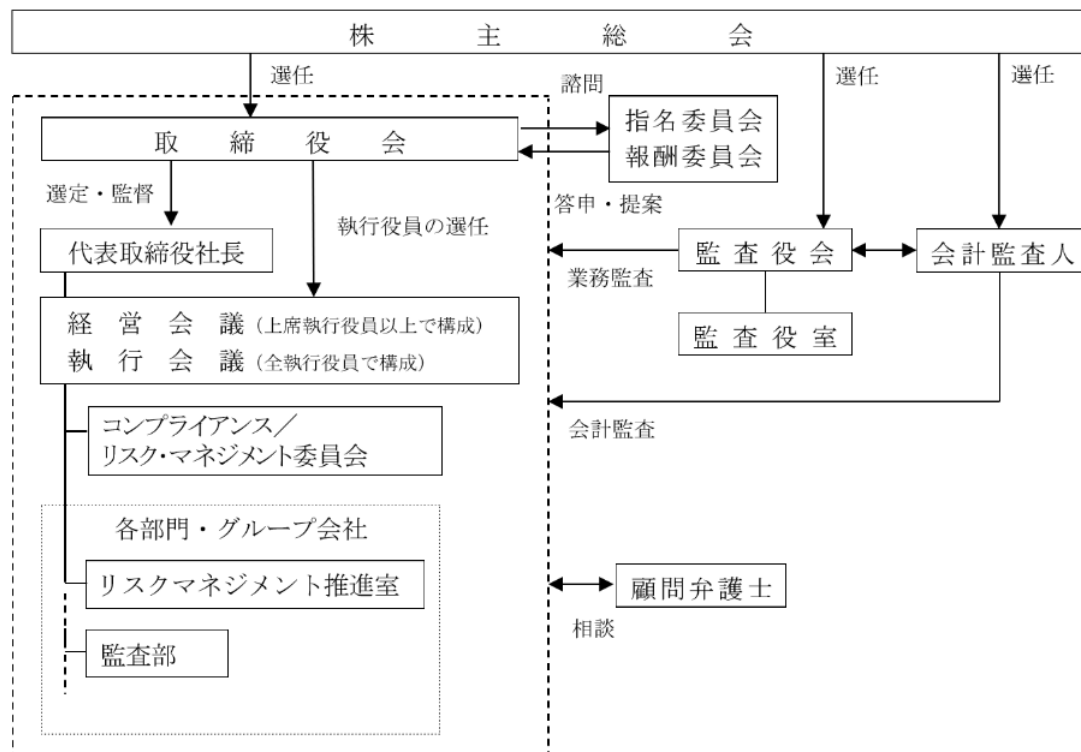 株主総会
選任
選任
選任
諮問
取締役会
指名委員会
報酬委員会
選定・監督
答申・提案
執行役員の選任
代表取締役社長
監査役会
会計監査人
業務監査
経営会議(上席執行役員以上で構成)
執行会議(全執行役員で構成)
監査役室
会計監査
コンプライアンス／
リスク・マネジメント委員会
各部門・グループ会社
リスクマネジメント推進室
顧問弁護士
相談
監査部